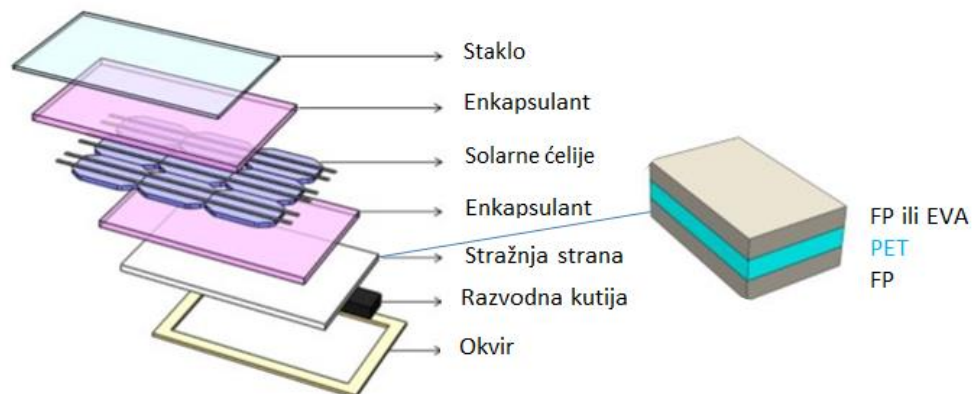 Staklo
Enkapsulant
Solarne ćelije
Enkapsulant
Stražnja strana
Razvodna kutija
Okvir
FP ili EVA
PET
FP